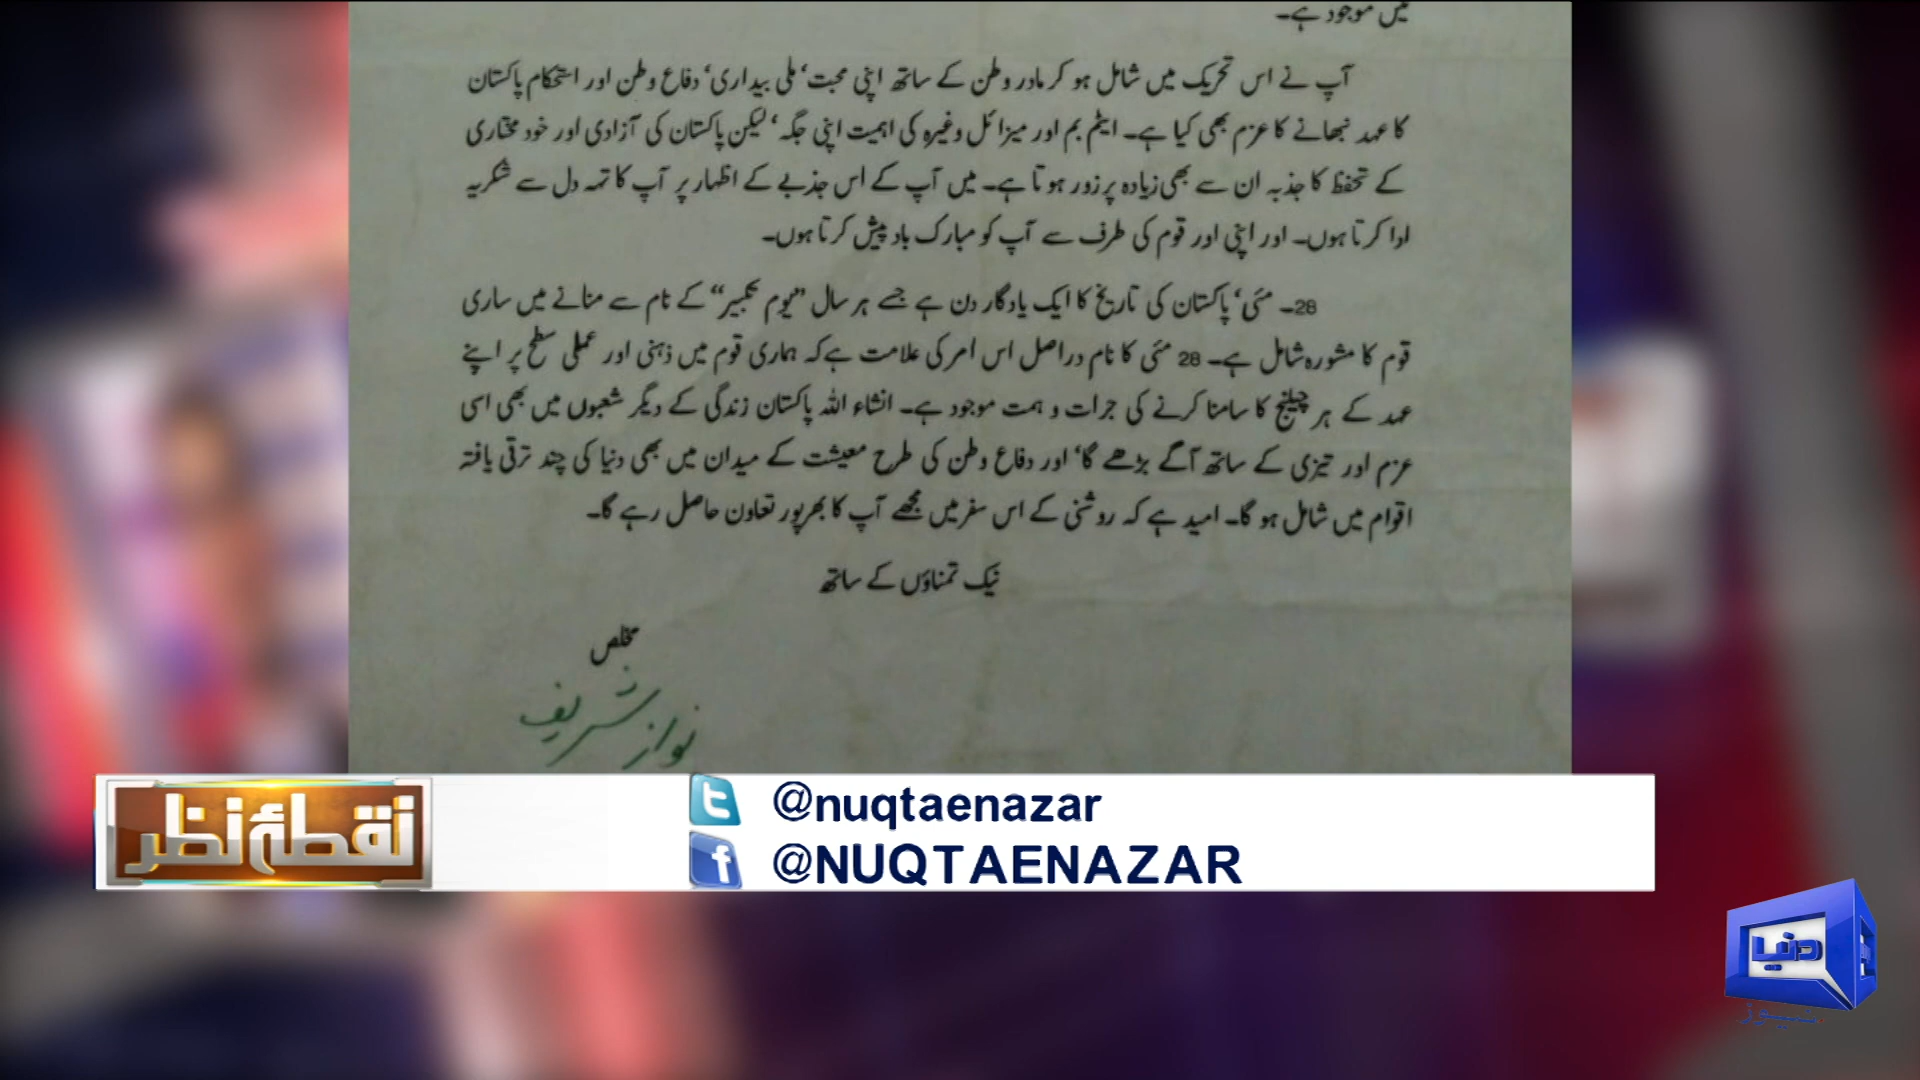 میں موجود ہے۔
آپ نے اس تحریک میں شامل ہو کر مادر وطن کے ساتھ اپنی محبت‘ ملی بیداری‘ دفاع وطن اور استحکام پاکستان
کا عہد نبھانے کا عزم بھی کیا ہے۔ ایٹم بم اور میزائل وغیرہ کی اہمیت اپنی جگہ‘ لیکن پاکستان کی آزادی اور خود مختاری
کے تحفظ کا جذبہ ان سے بھی زیادہ پر زور ہوتا ہے۔ میں آپ کے اس جذبے کے اظہار پر آپ کا تہہ دل سے شکریہ
ادا کرتا ہوں۔ اور اپنی اور قوم کی طرف سے آپ کو مبارک باد پیش کرتا ہوں۔
28۔ مئی‘ پاکستان کی تاریخ کا ایک یادگار دن ہے جسے ہر سال ”یوم تکبیر“ کے نام سے منانے میں ساری
قوم کا مشورہ شامل ہے۔ 28 مئی کا نام دراصل اس امر کی علامت ہے کہ ہماری قوم میں ذہنی اور عملی سطح پر اپنے
عہد کے ہر چیلنج کا سامنا کرنے کی جرات و ہمت موجود ہے۔ انشاء اللہ پاکستان زندگی کے دیگر شعبوں میں بھی اسی
عزم اور تیزی کے ساتھ آگے بڑھے گا‘ اور دفاع وطن کی طرح معیشت کے میدان میں بھی دنیا کی چند ترقی یافتہ
اقوام میں شامل ہو گا۔ امید ہے کہ روشنی کے اس سفر میں مجھے آپ کا بھرپور تعاون حاصل رہے گا۔
نیک تمناؤں کے ساتھ
مخلص
نواز شریف
نقطۂ نظر
@nuqtaenazar
@NUQTAENAZAR
دنیا
نیوز